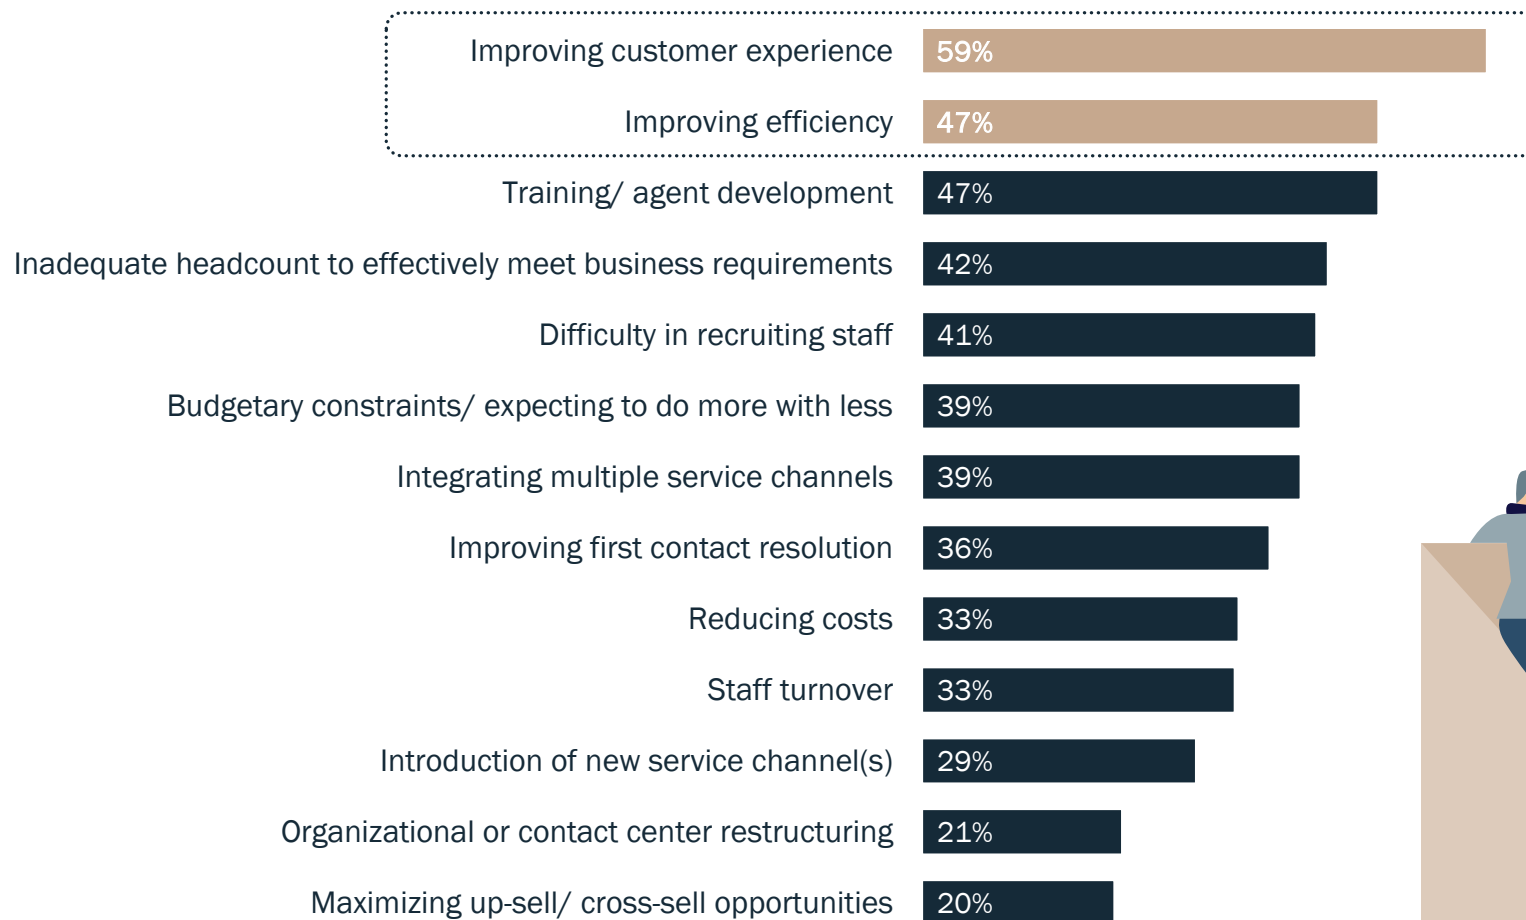 Improving customer experience 59%
Improving efficiency 47%
Training/ agent development 47%
Inadequate headcount to effectively meet business requirements 42%
Difficulty in recruiting staff 41%
Budgetary constraints/ expecting to do more with less 39%
Integrating multiple service channels 39%
Improving first contact resolution 36%
Reducing costs 33%
Staff turnover 33%
Introduction of new service channel(s) 29%
Organizational or contact center restructuring 21%
Maximizing up-sell/ cross-sell opportunities 20%